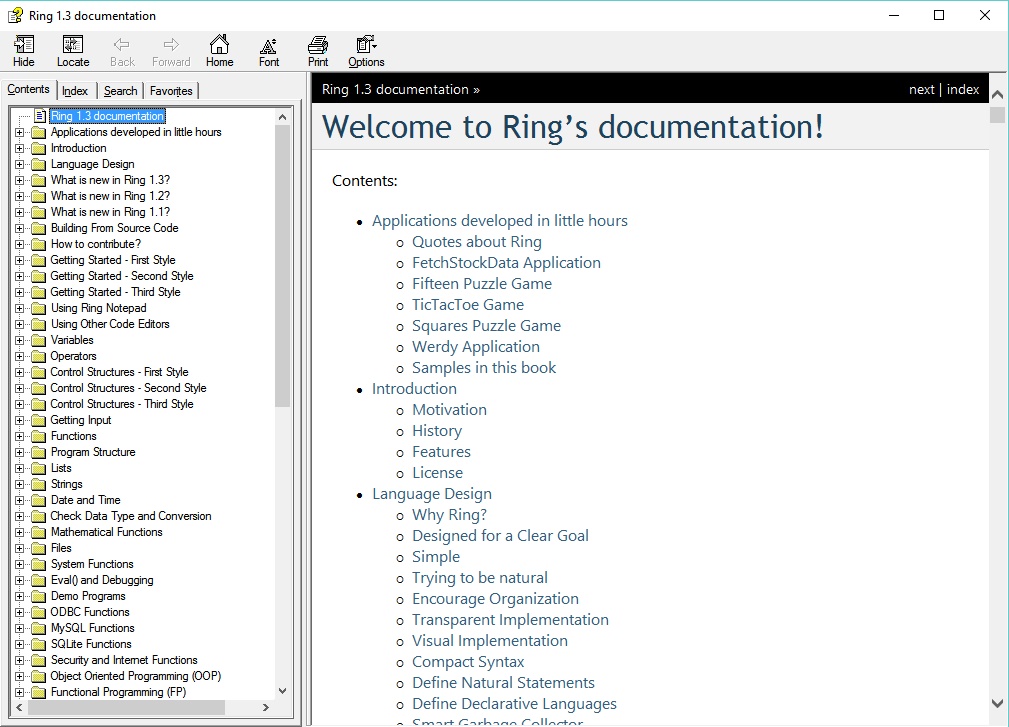 Ring 1.3 documentation
Hide Locate Back Forward Home Font Print Options
Contents Index Search Favorites
Ring 1.3 documentation
Applications developed in little hours
Introduction
Language Design
What is new in Ring 1.3?
What is new in Ring 1.2?
What is new in Ring 1.1?
Building From Source Code
How to contribute?
Getting Started - First Style
Getting Started - Second Style
Getting Started - Third Style
Using Ring Notepad
Using Other Code Editors
Variables
Operators
Control Structures - First Style
Control Structures - Second Style
Control Structures - Third Style
Getting Input
Functions
Program Structure
Lists
Strings
Date and Time
Check Data Type and Conversion
Mathematical Functions
Files
System Functions
Eval() and Debugging
Demo Programs
ODBC Functions
MySQL Functions
SQLite Functions
Security and Internet Functions
Object Oriented Programming (OOP)
Functional Programming (FP)
Ring 1.3 documentation » next | index
Welcome to Ring’s documentation!
Contents:
• Applications developed in little hours
○ Quotes about Ring
○ FetchStockData Application
○ Fifteen Puzzle Game
○ TicTacToe Game
○ Squares Puzzle Game
○ Werdy Application
○ Samples in this book
• Introduction
○ Motivation
○ History
○ Features
○ License
• Language Design
○ Why Ring?
○ Designed for a Clear Goal
○ Simple
○ Trying to be natural
○ Encourage Organization
○ Transparent Implementation
○ Visual Implementation
○ Compact Syntax
○ Define Natural Statements
○ Define Declarative Languages
○ Smart Garbage Collector